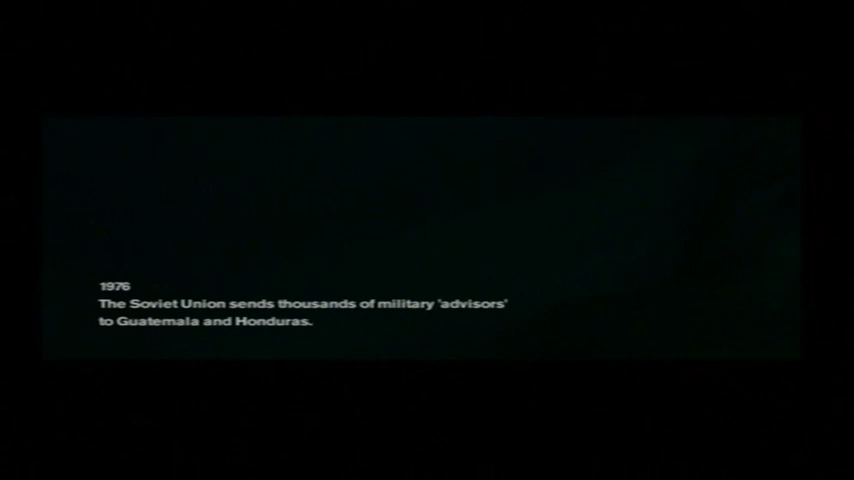 1976
The Soviet Union sends thousands of military 'advisors'
to Guatemala and Honduras.